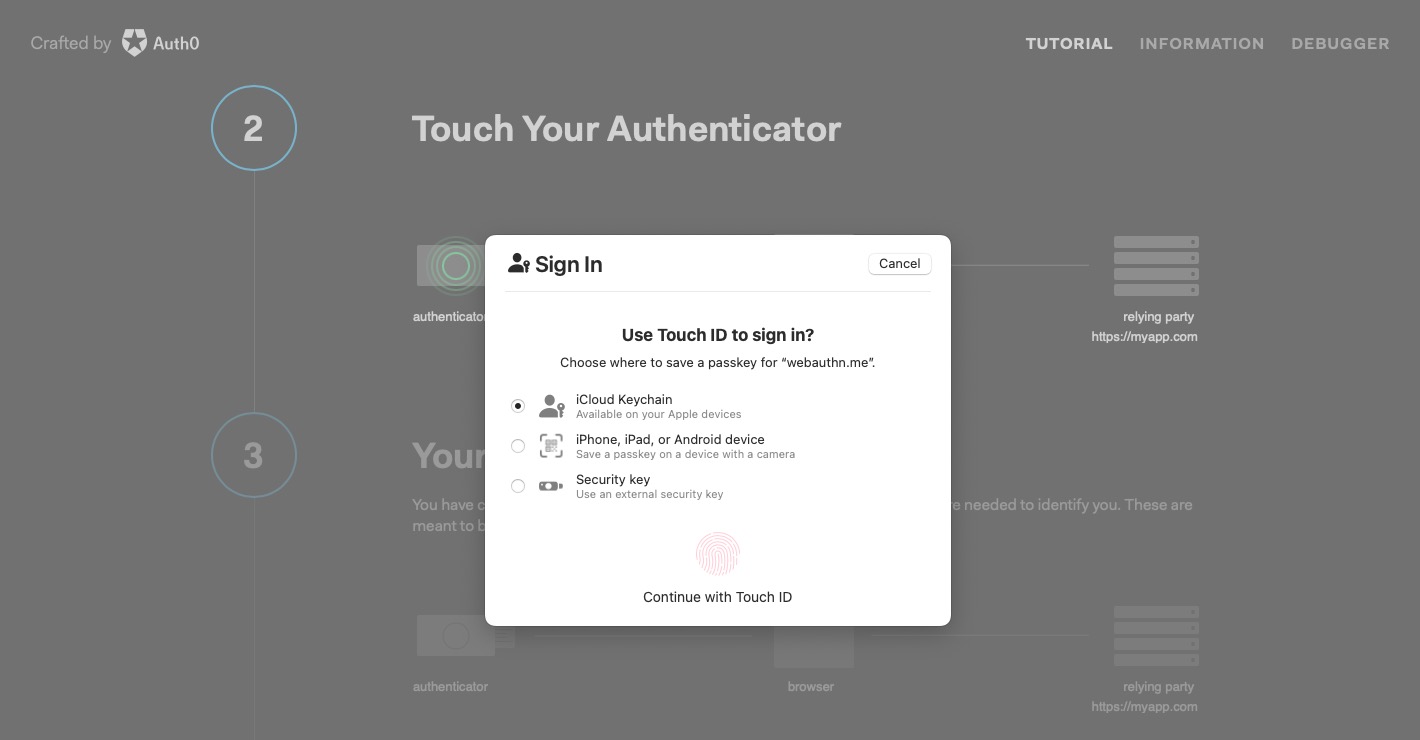 Crafted by Auth0
TUTORIAL INFORMATION DEBUGGER
2
Touch Your Authenticator
Sign In
Cancel
Use Touch ID to sign in?
Choose where to save a passkey for “webauthn.me”.
iCloud Keychain
Available on your Apple devices
iPhone, iPad, or Android device
Save a passkey on a device with a camera
Security key
Use an external security key
Continue with Touch ID
authenticator
relying party
https://myapp.com
3
Your
You have c
e needed to identify you. These are
meant to b
authenticator
browser
relying party
https://myapp.com